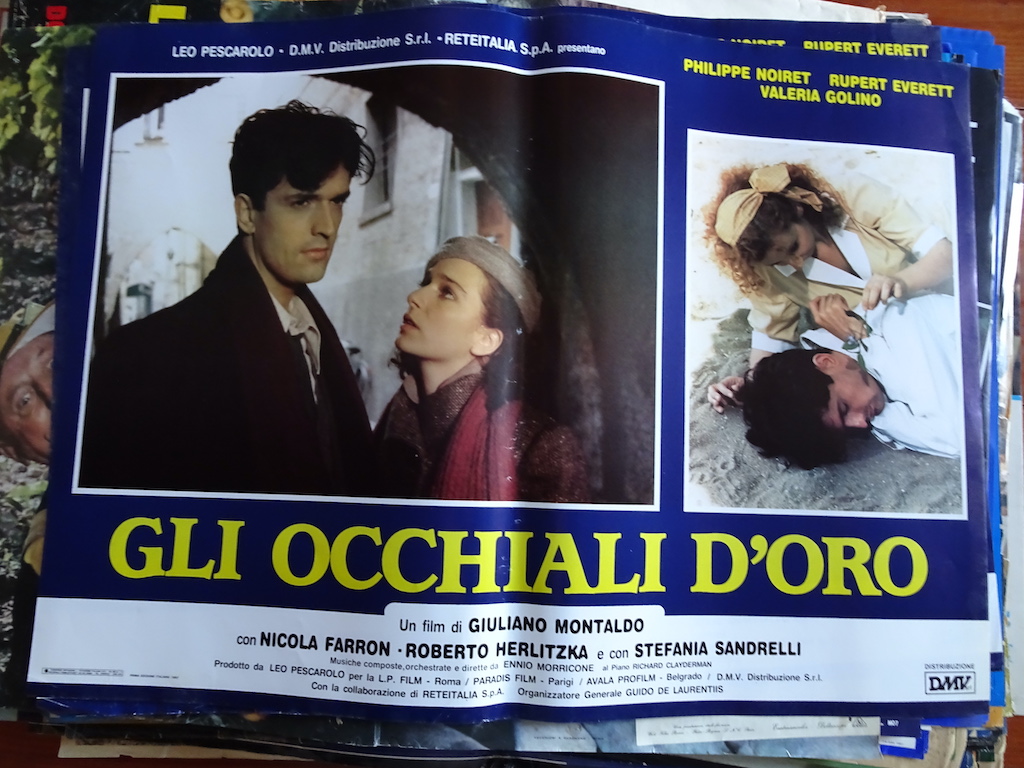 NOIRET RUPERT EVERETT
LEO PESCAROLO - D.M.V. Distribuzione S.r.l. - RETEITALIA S.p.A. presentano
PHILIPPE NOIRET RUPERT EVERETT
VALERIA GOLINO
GLI OCCHIALI D'ORO
Un film di GIULIANO MONTALDO
con NICOLA FARRON - ROBERTO HERLITZKA e con STEFANIA SANDRELLI
Musiche composte, orchestrate e dirette da ENNIO MORRICONE al Piano RICHARD CLAYDERMAN
Prodotto da LEO PESCAROLO per la L.P. FILM - Roma / PARADIS FILM - Parigi / AVALA PROFILM - Belgrado / D.M.V. Distribuzione S.r.l.
Con la collaborazione di RETEITALIA S.p.A. Organizzatore Generale GUIDO DE LAURENTIIS
DISTRIBUZIONE
D.M.V.